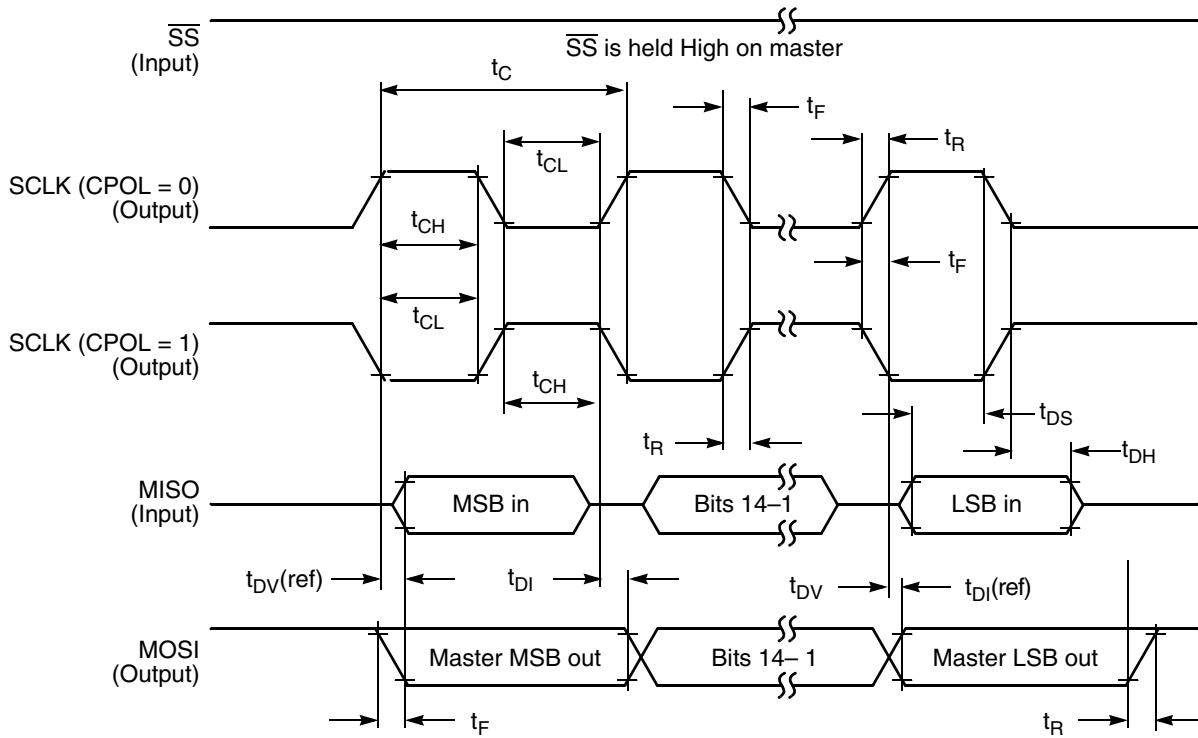 SS
(Input)
SS is held High on master
tC
tF
tR
tCL
SCLK (CPOL = 0)
(Output)
tCH
tF
tCL
SCLK (CPOL = 1)
(Output)
tCH
tDS
tR
tDH
MISO
(Input)
MSB in
Bits 14–1
LSB in
tDV(ref)
tDI
tDV
tDI(ref)
MOSI
(Output)
Master MSB out
Bits 14– 1
Master LSB out
tF
tR